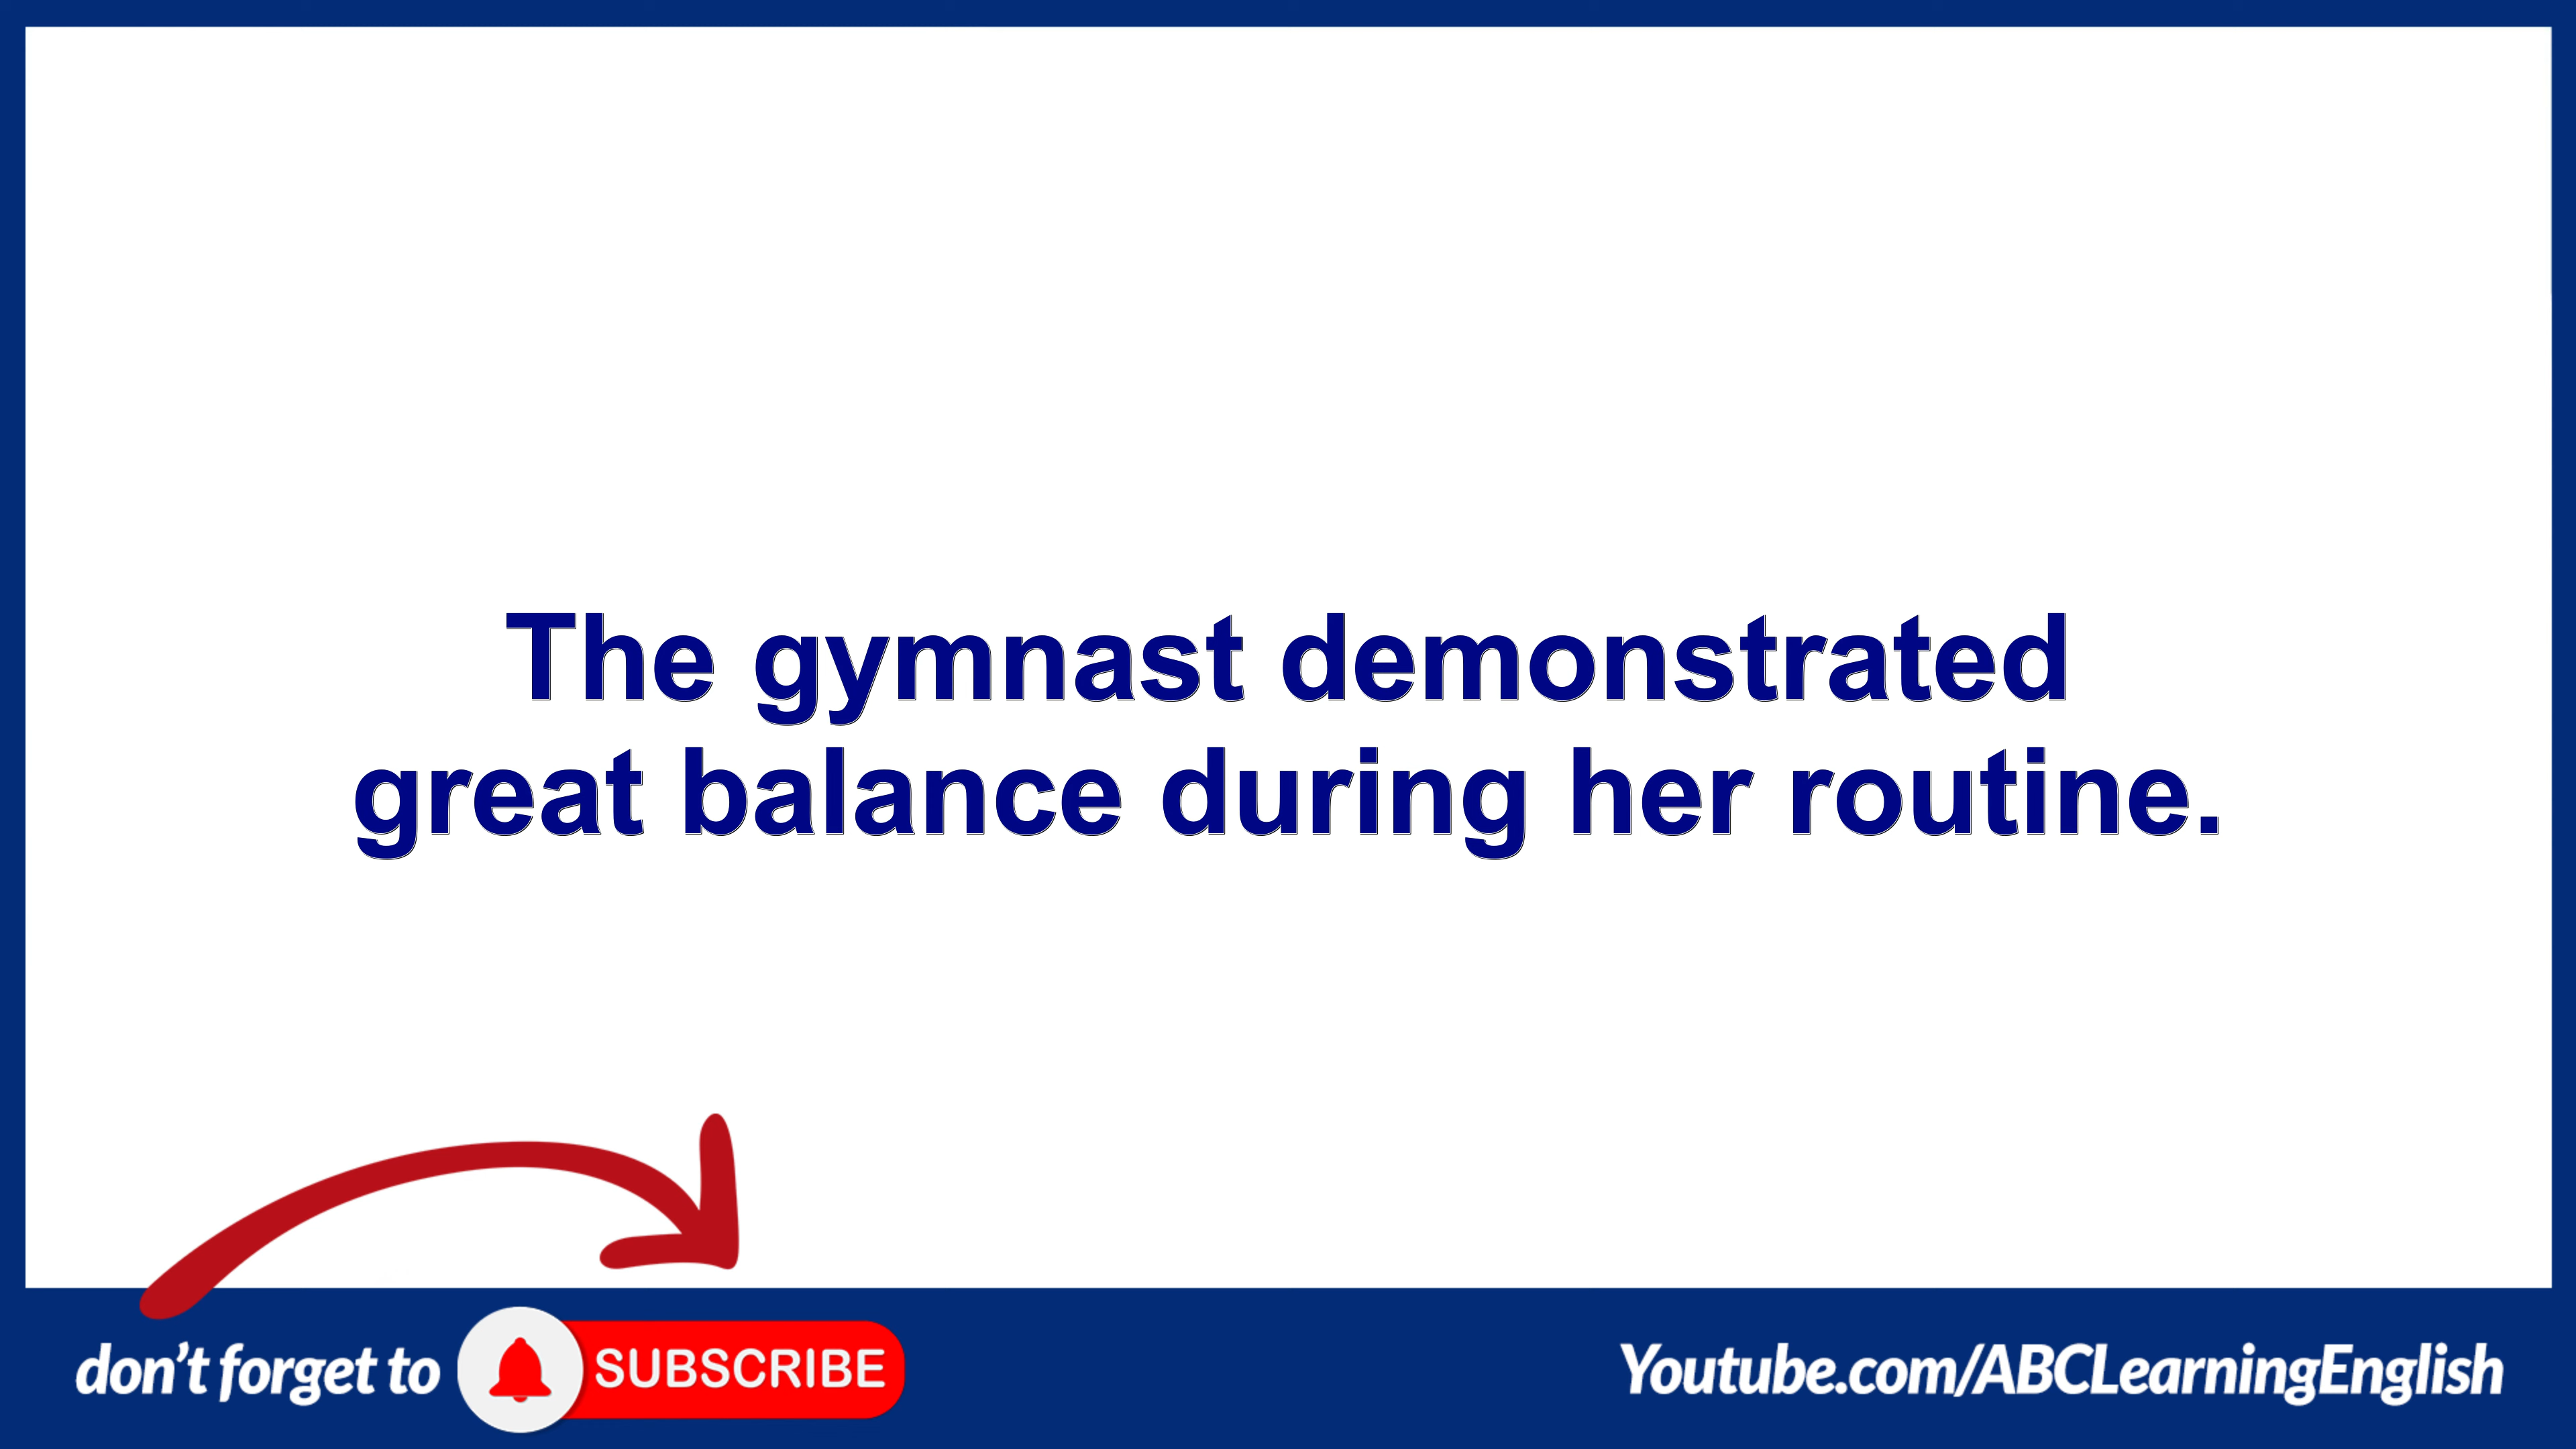 The gymnast demonstrated
great balance during her routine.
don't forget to SUBSCRIBE Youtube.com/ABCLearningEnglish